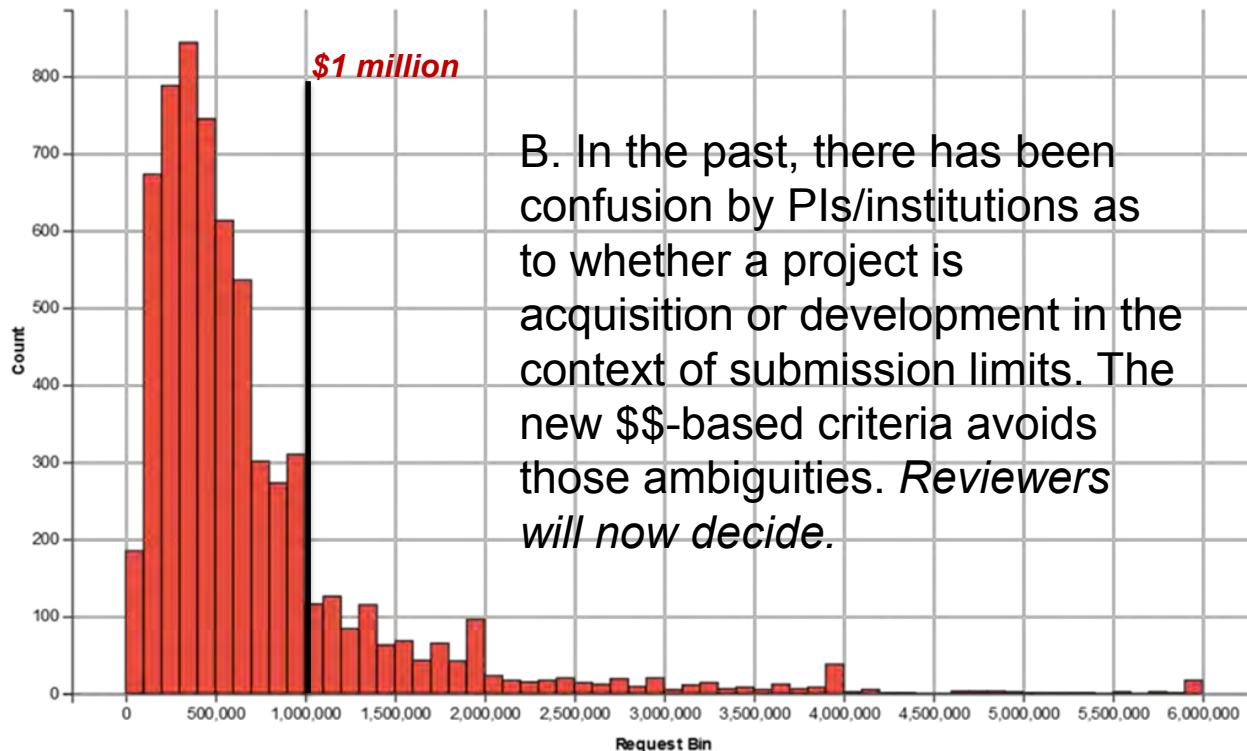 $1 million
B. In the past, there has been
confusion by PIs/institutions as
to whether a project is
acquisition or development in the
context of submission limits. The
new $$-based criteria avoids
those ambiguities. Reviewers
will now decide.
Count
800
700
600
500
400
300
200
100
0
0
500,000
1,000,000
1,500,000
2,000,000
2,500,000
3,000,000
3,500,000
4,000,000
4,500,000
5,000,000
5,500,000
6,000,000
Request Bin